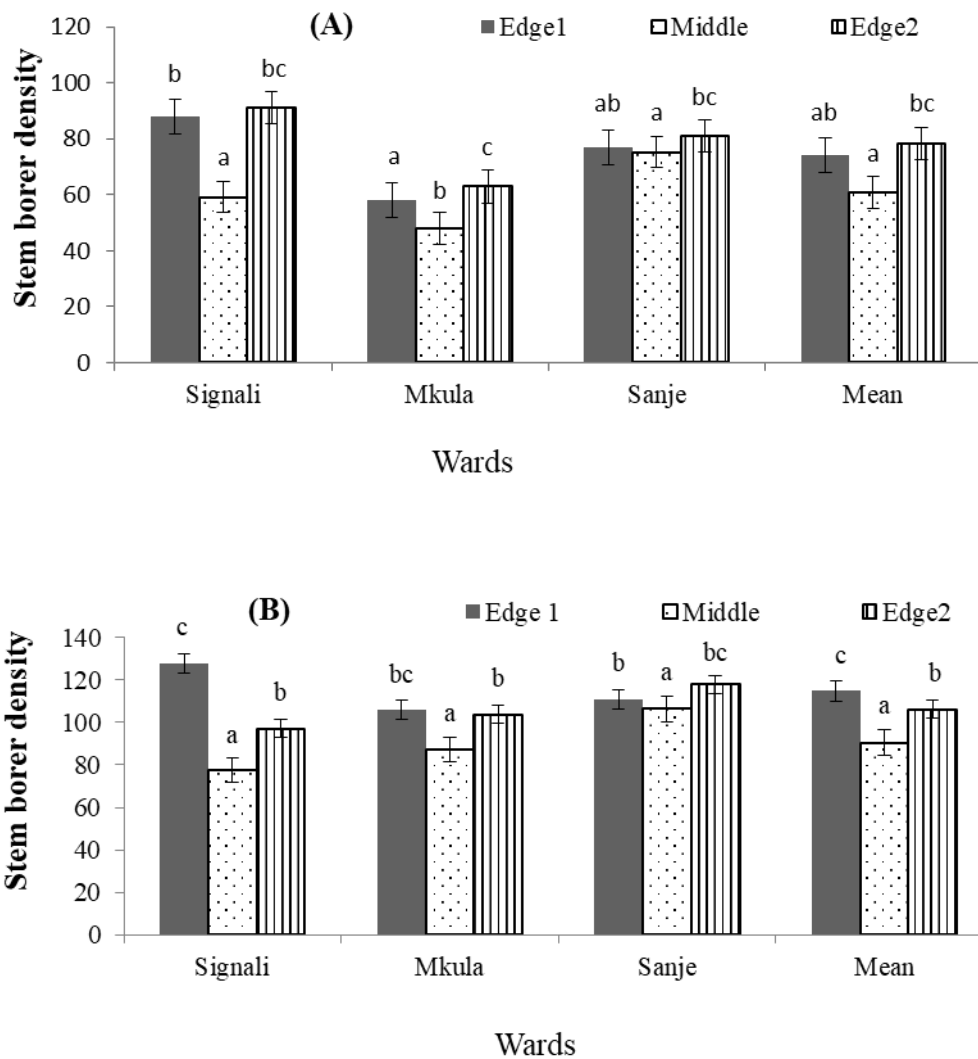 (A)
Edge1 Middle Edge2
Stem borer density
120
100
80
60
40
20
0
b a bc
a b c
ab a bc
ab a bc
Signali Mkula Sanje Mean
Wards
(B)
Edge 1 Middle Edge2
Stem borer density
140
120
100
80
60
40
20
0
c a b
bc a b
b a bc
c a b
Signali Mkula Sanje Mean
Wards